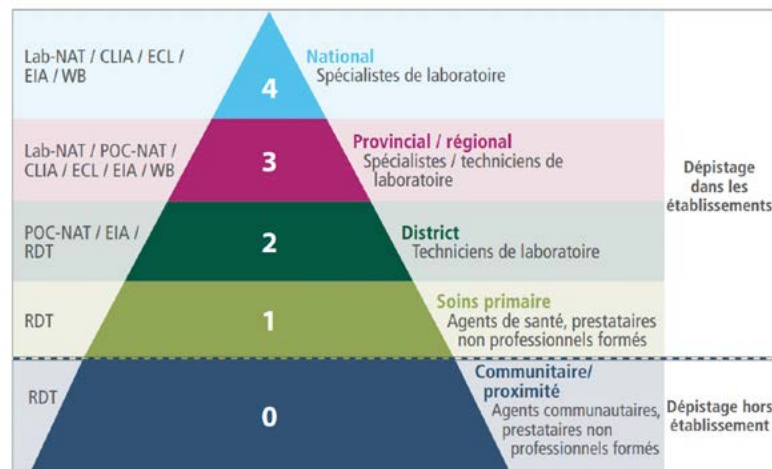 Lab-NAT / CLIA / ECL /
EIA / WB
4
National
Spécialistes de laboratoire
Lab-NAT / POC-NAT /
CLIA / ECL / EIA / WB
3
Provincial / régional
Spécialistes / techniciens de
laboratoire
Dépistage
dans les
établissements
POC-NAT / EIA /
RDT
2
District
Techniciens de laboratoire
RDT
1
Soins primaire
Agents de santé, prestataires
non professionnels formés
RDT
0
Communitaire/
proximité
Agents communautaires,
prestataires non
professionnels formés
Dépistage hors
établissement